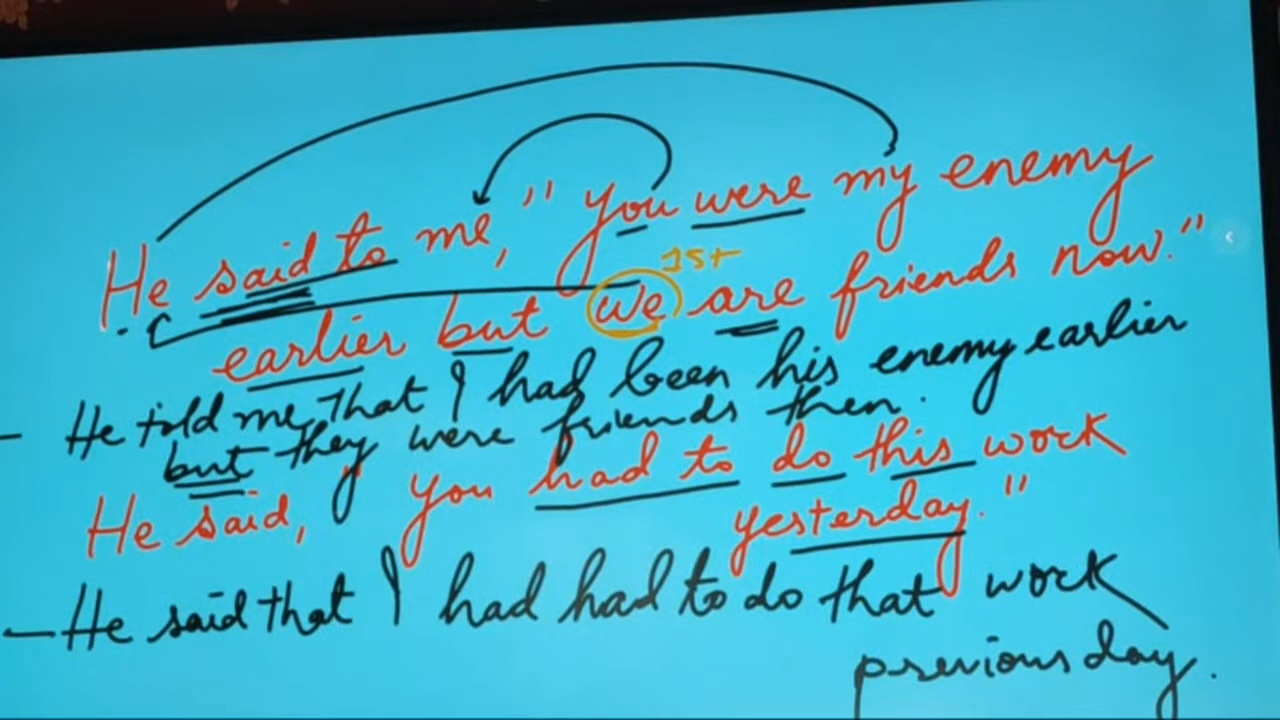 He said to me, "You were my enemy
1st
earlier but we are friends now."
- He told me that I had been his enemy earlier
but they were friends then.
He said, "You had to do this work
yesterday."
- He said that I had had to do that work
previous day.